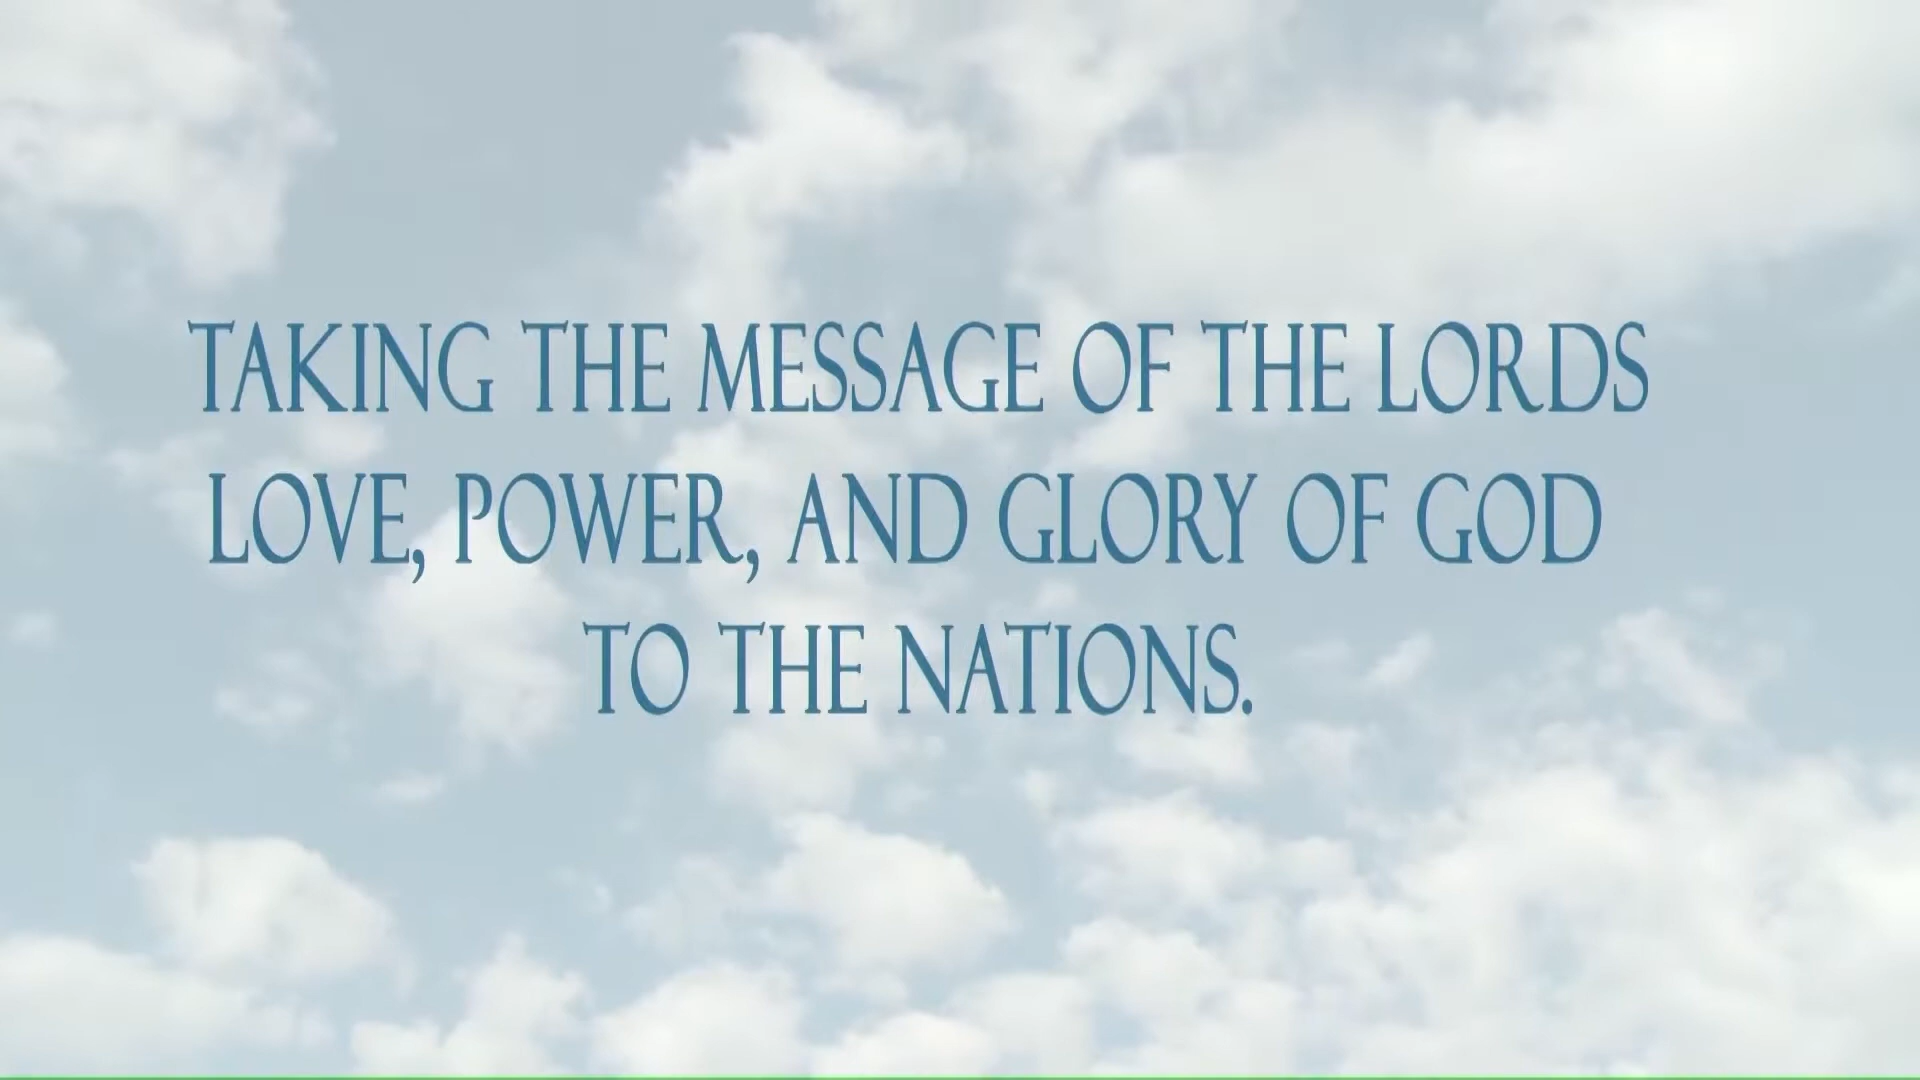 TAKING THE MESSAGE OF THE LORDS
LOVE, POWER, AND GLORY OF GOD
TO THE NATIONS.